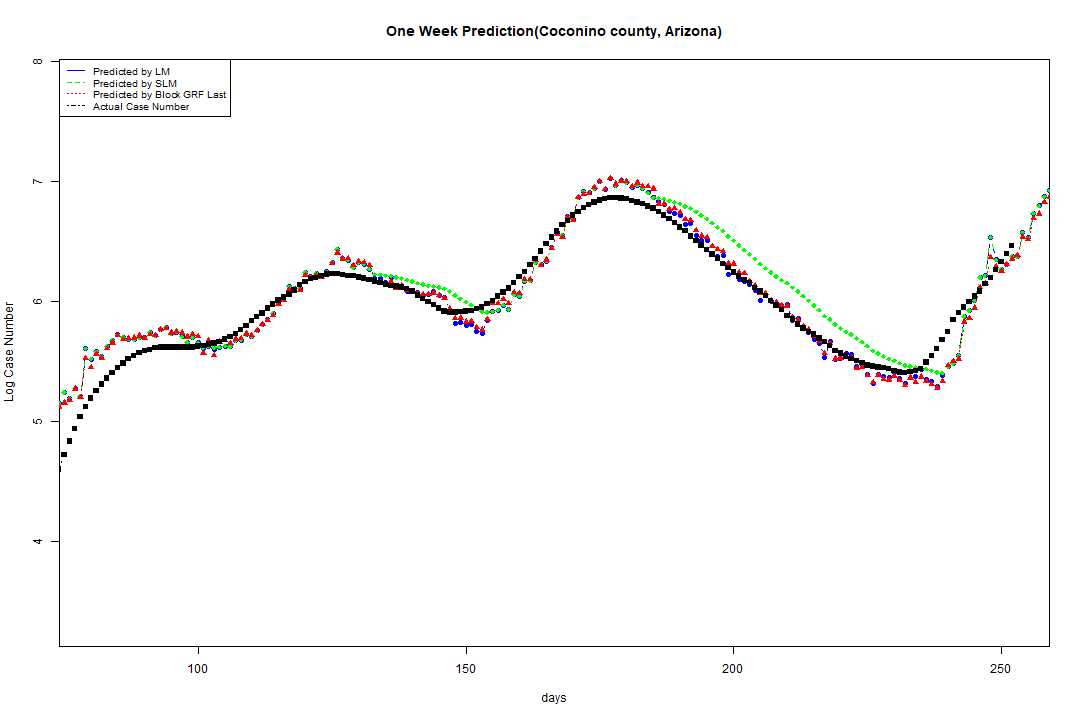 One Week Prediction(Coconino county, Arizona)
Predicted by LM
Predicted by SLM
Predicted by Block GRF Last
Actual Case Number
8
7
6
5
4
Log Case Number
100 150 200 250
days